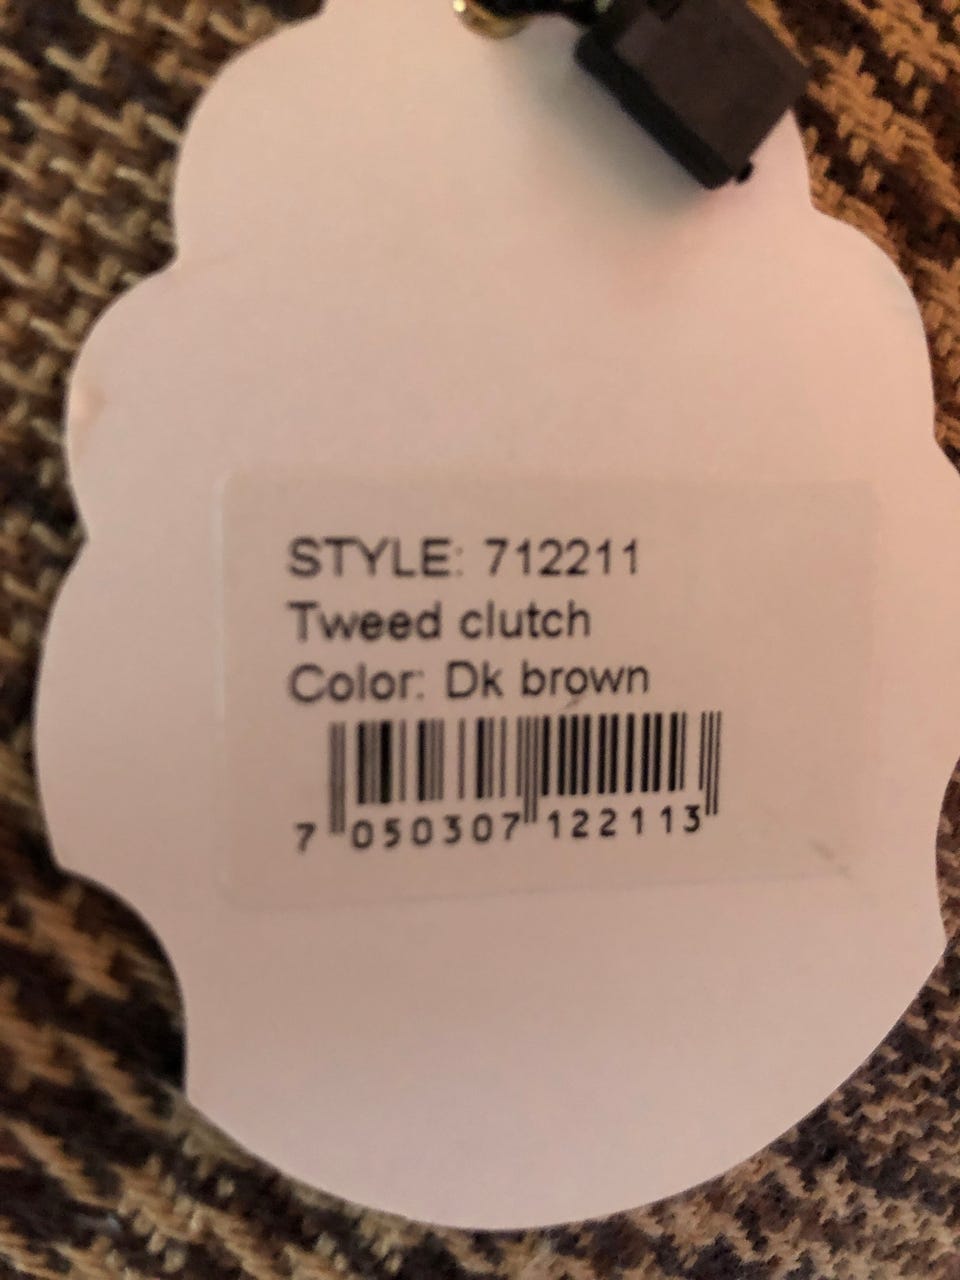 STYLE: 712211
Tweed clutch
Color: Dk brown
7 050307 122113